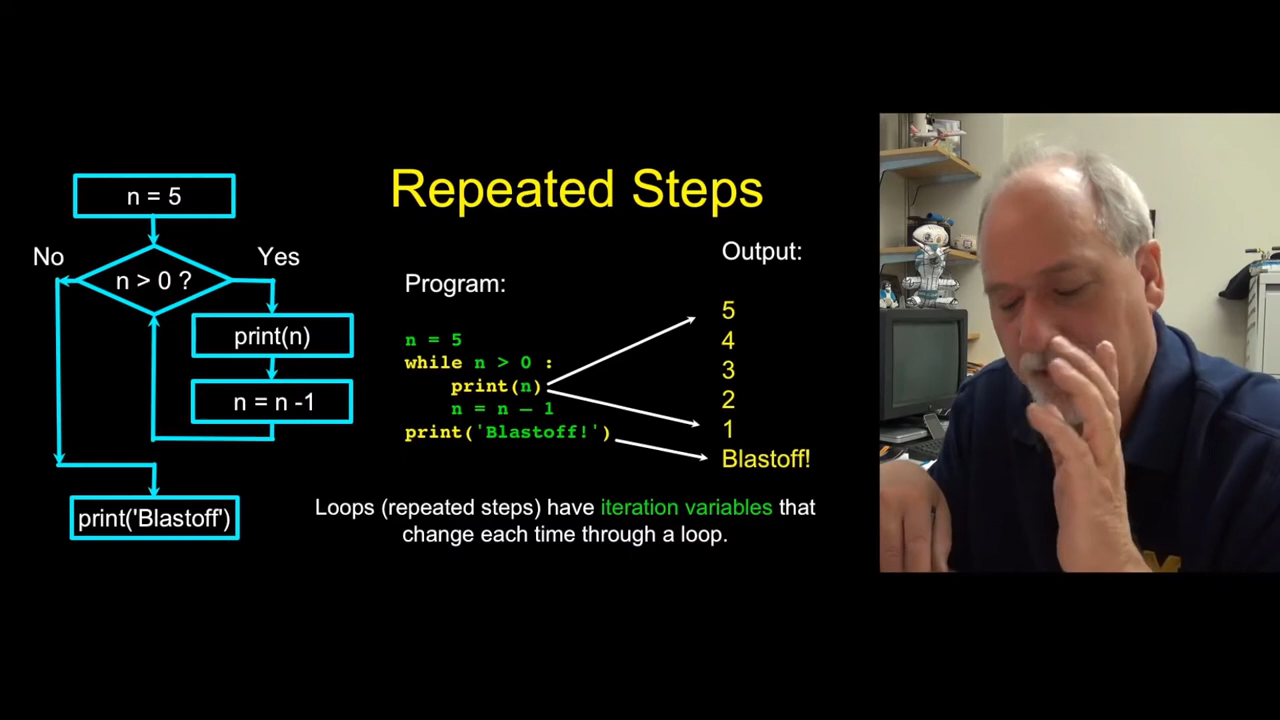 Repeated Steps
n = 5
No
n > 0 ?
Yes
print(n)
n = n -1
print('Blastoff')
Program:
n = 5
while n > 0 :
    print(n)
    n = n – 1
print('Blastoff!')
Output:
5
4
3
2
1
Blastoff!
Loops (repeated steps) have iteration variables that
change each time through a loop.